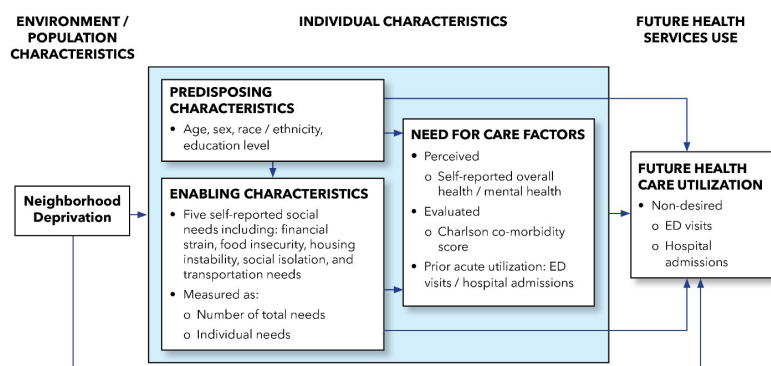 ENVIRONMENT /
POPULATION
CHARACTERISTICS
INDIVIDUAL CHARACTERISTICS
FUTURE HEALTH
SERVICES USE
Neighborhood
Deprivation
PREDISPOSING
CHARACTERISTICS
• Age, sex, race / ethnicity,
education level
ENABLING CHARACTERISTICS
• Five self-reported social
needs including: financial
strain, food insecurity, housing
instability, social isolation, and
transportation needs
• Measured as:
o Number of total needs
o Individual needs
NEED FOR CARE FACTORS
• Perceived
o Self-reported overall
health / mental health
• Evaluated
o Charlson co-morbidity
score
• Prior acute utilization: ED
visits / hospital admissions
FUTURE HEALTH
CARE UTILIZATION
• Non-desired
o ED visits
o Hospital
admissions